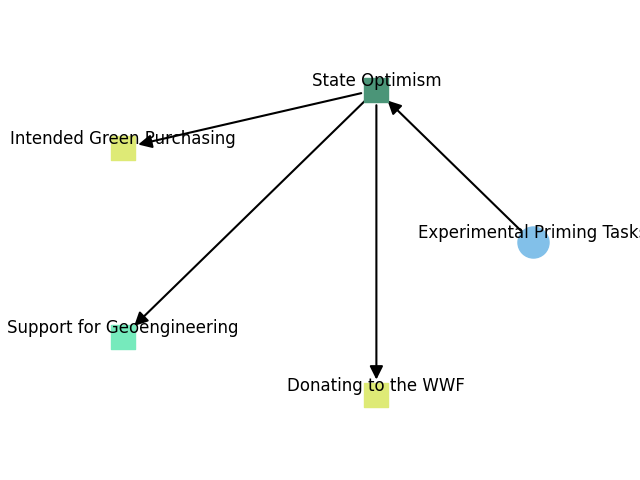 State Optimism
Intended Green Purchasing
Experimental Priming Tasks
Support for Geoengineering
Donating to the WWF